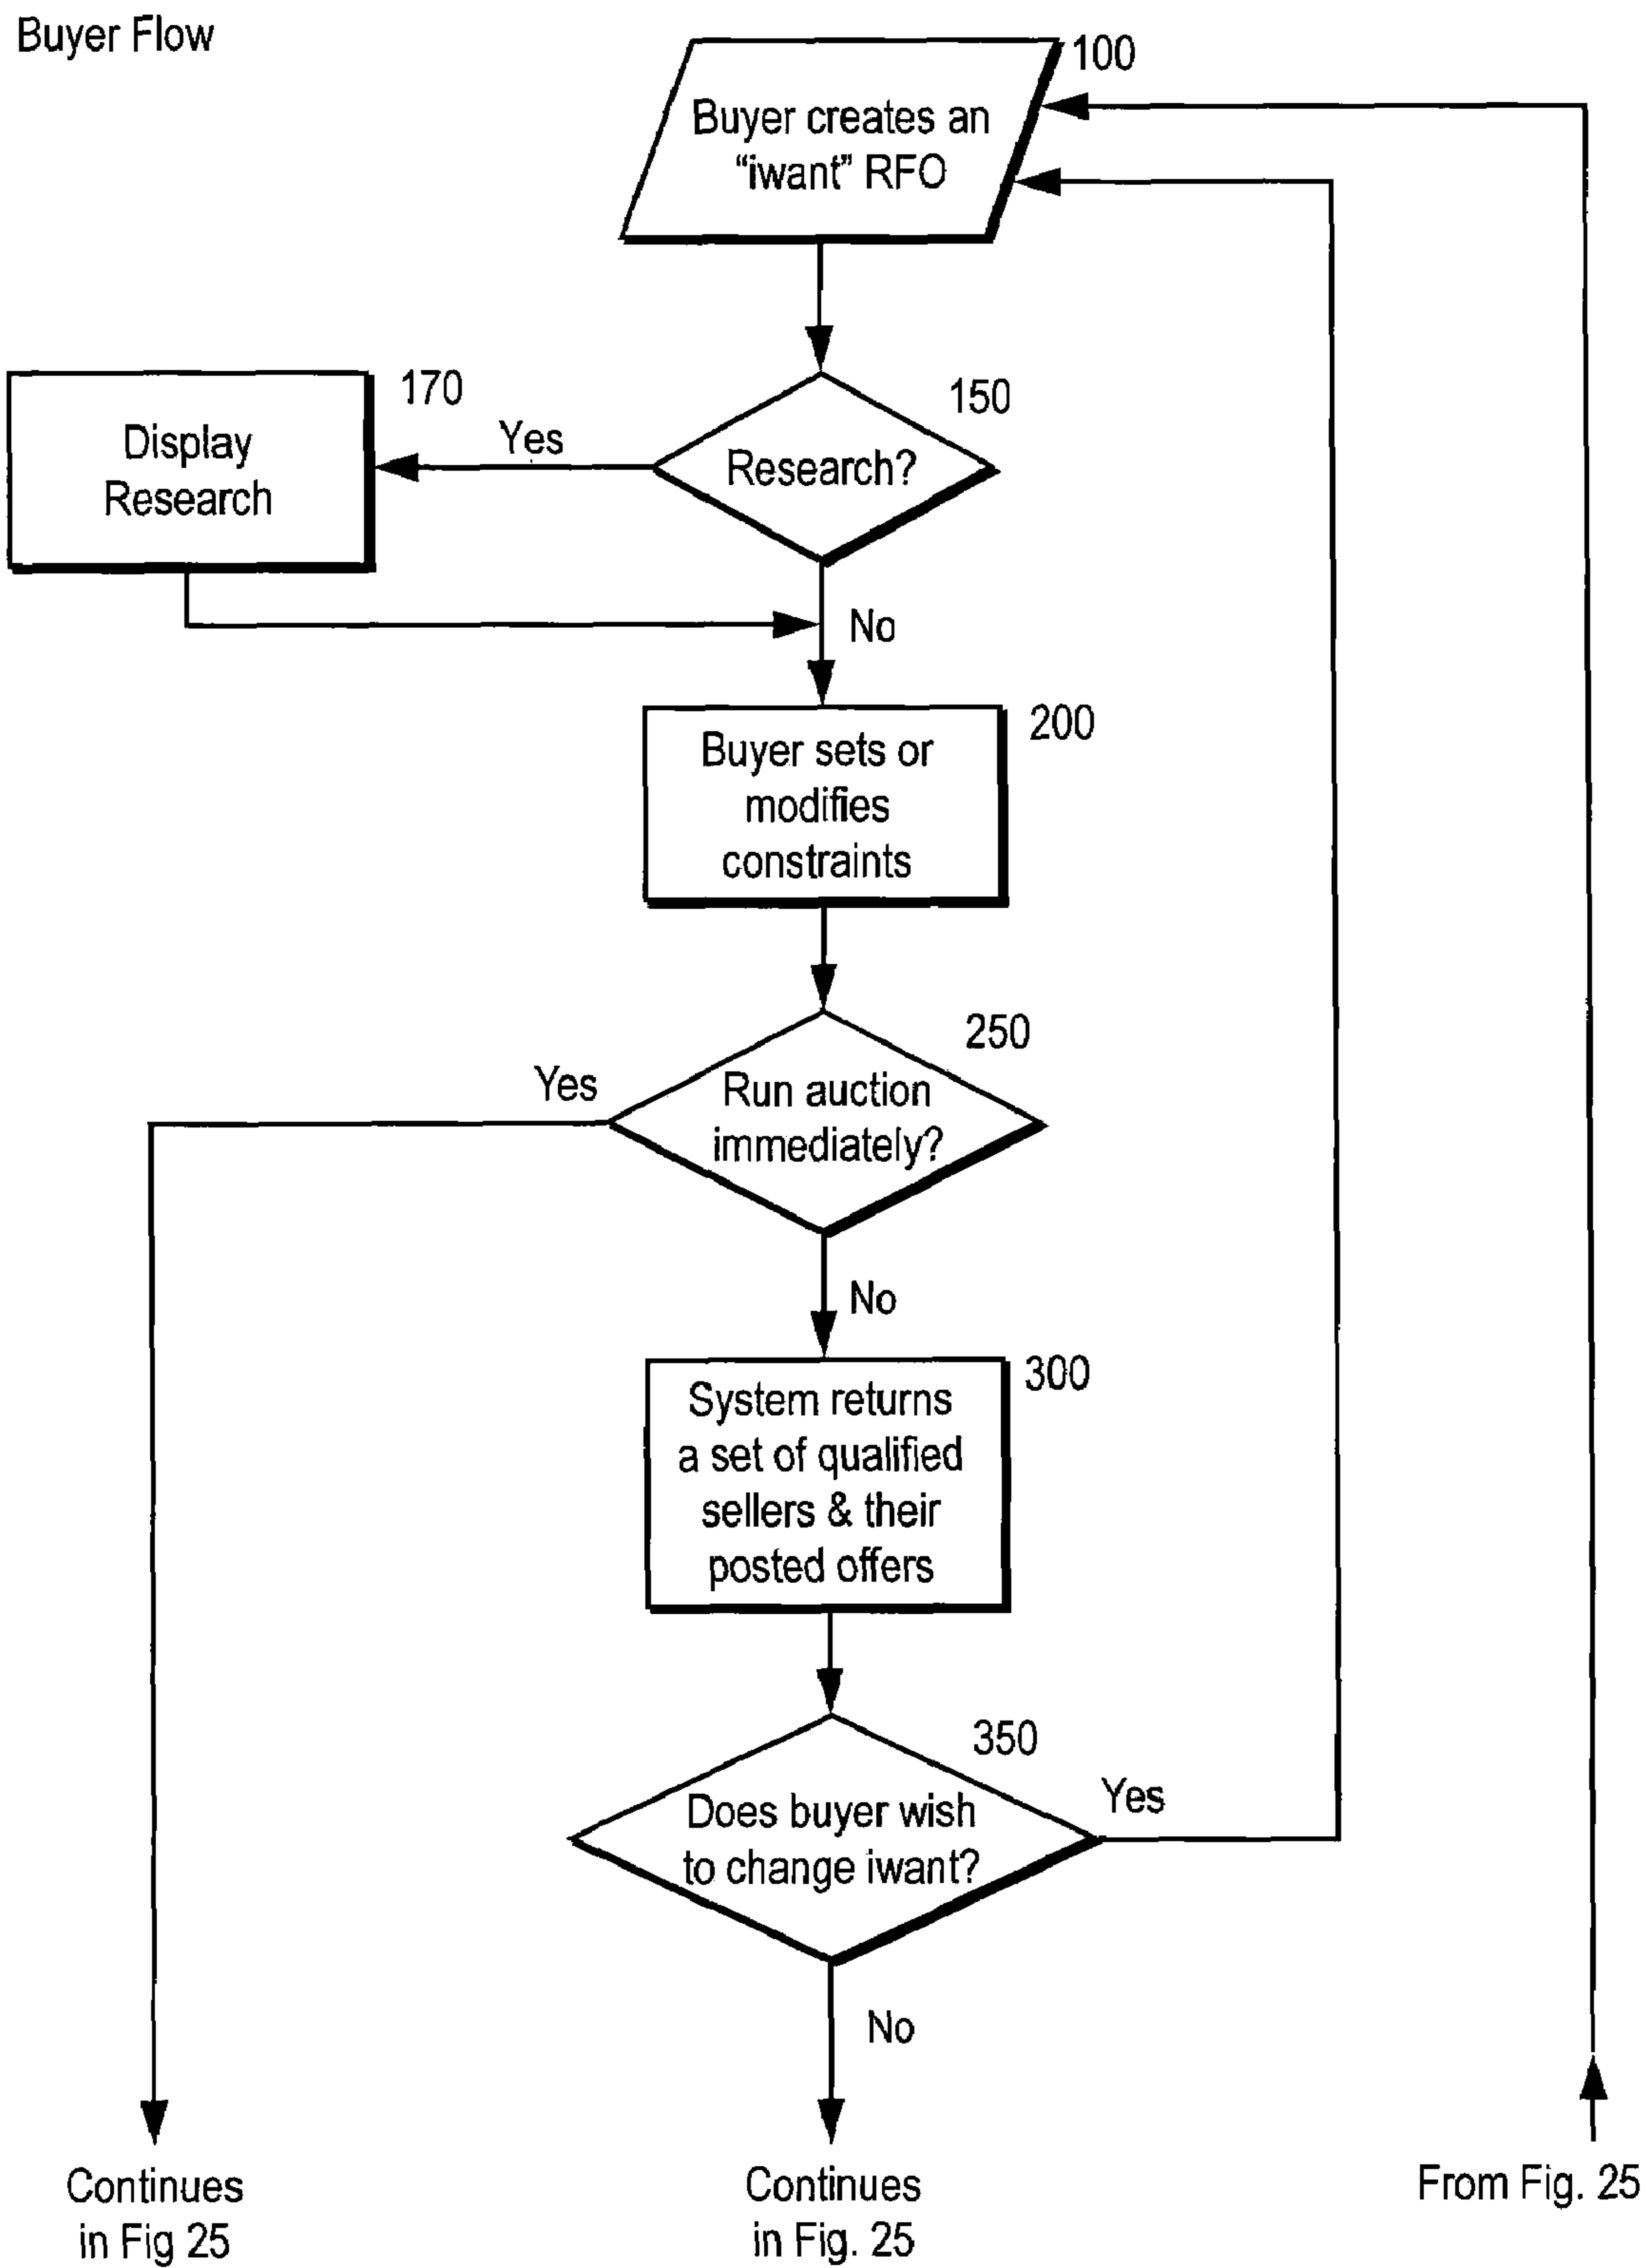 Buyer Flow
100
Buyer creates an
“iwant” RFO
170
Display
Research
Yes
150
Research?
No
200
Buyer sets or
modifies
constraints
250
Yes
Run auction
immediately?
No
300
System returns
a set of qualified
sellers & their
posted offers
350
Does buyer wish
to change iwant?
Yes
No
Continues
in Fig 25
Continues
in Fig. 25
From Fig. 25